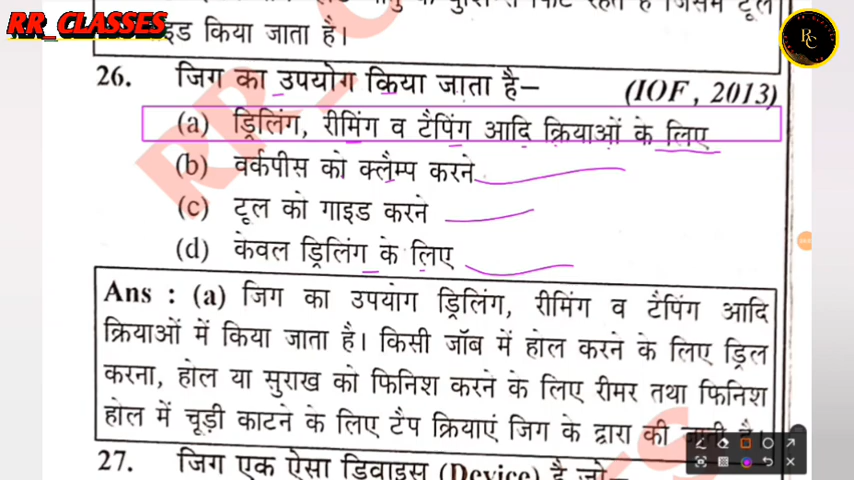 RR_CLASSES
RC
इड किया जाता है।
26. जिग का उपयोग किया जाता है– (IOF, 2013)
(a) ड्रिलिंग, रीमिंग व टैपिंग आदि क्रियाओं के लिए
(b) वर्कपीस को क्लैम्प करने
(c) टूल को गाइड करने
(d) केवल ड्रिलिंग के लिए
Ans : (a) जिग का उपयोग ड्रिलिंग, रीमिंग व टैपिंग आदि
क्रियाओं में किया जाता है। किसी जॉब में होल करने के लिए ड्रिल
करना, होल या सुराख को फिनिश करने के लिए रीमर तथा फिनिश
होल में चूड़ी काटने के लिए टैप क्रियाएं जिग के द्वारा की जाती है।
27. जिग एक ऐसा डिवाइस (Device) है जो–